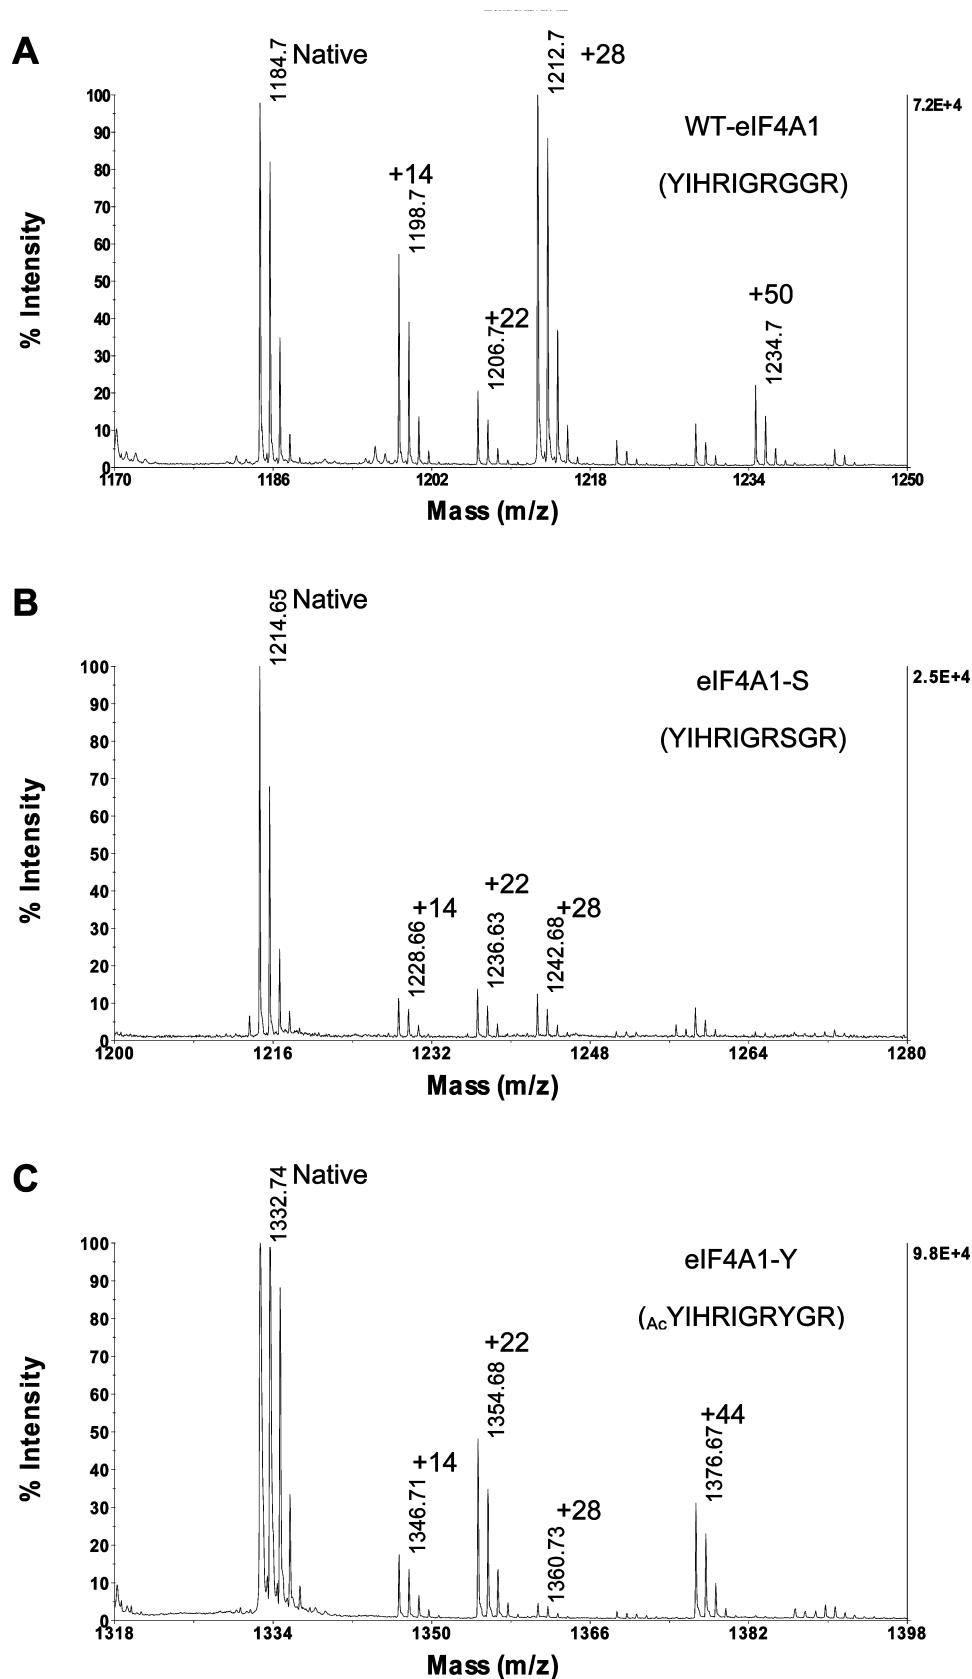 A
1184.7 Native
1212.7 +28
+14
1198.7
+22
1206.7
+50
1234.7
WT-eIF4A1
(YIHRIGRGGR)
7.2E+4
% Intensity
100
90
80
70
60
50
40
30
20
10
0
1170 1186 1202 1218 1234 1250
Mass (m/z)
B
1214.65 Native
+14
1228.66
+22
1236.63
+28
1242.68
eIF4A1-S
(YIHRIGRSGR)
2.5E+4
% Intensity
100
90
80
70
60
50
40
30
20
10
0
1200 1216 1232 1248 1264 1280
Mass (m/z)
C
1332.74 Native
+14
1346.71
+22
1354.68
+28
1360.73
+44
1376.67
eIF4A1-Y
(AcYIHRIGRYGR)
9.8E+4
% Intensity
100
90
80
70
60
50
40
30
20
10
0
1318 1334 1350 1366 1382 1398
Mass (m/z)